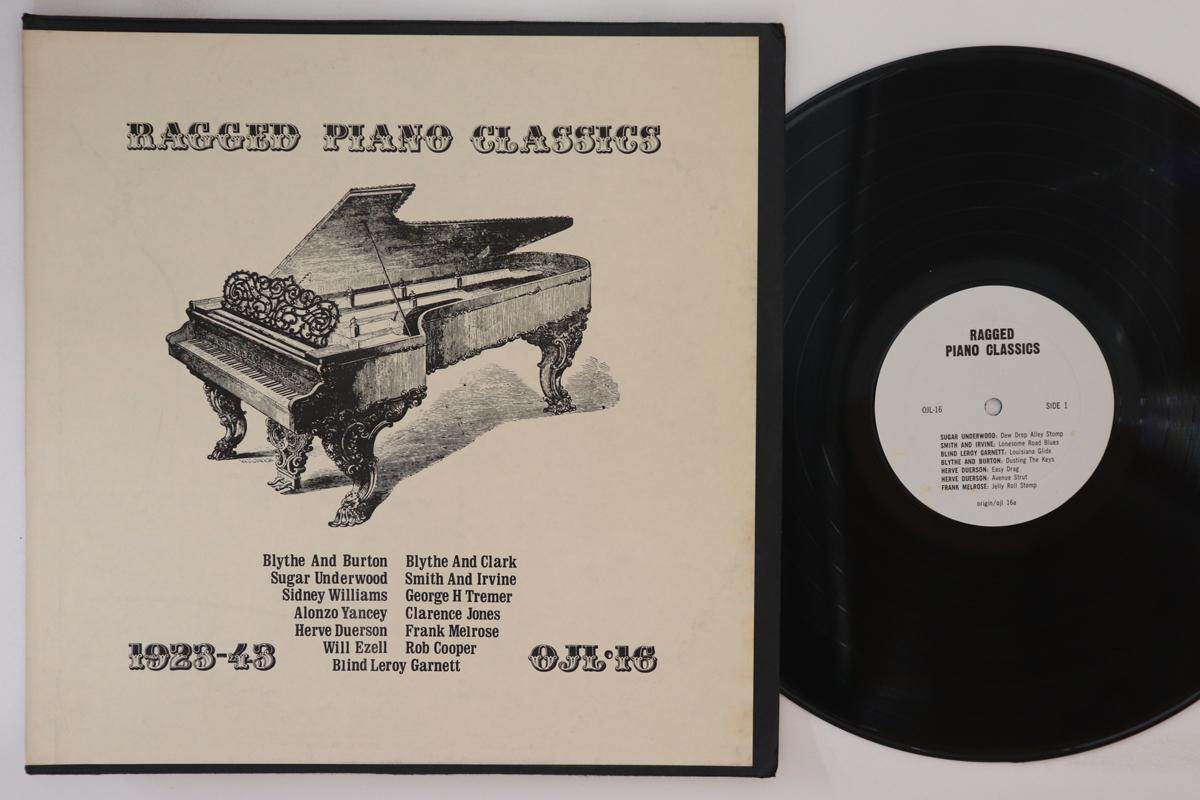 RAGGED PIANO CLASSICS
Blythe And Burton Blythe And Clark
Sugar Underwood Smith And Irvine
Sidney Williams George H Tremer
Alonzo Yancey Clarence Jones
Herve Duerson Frank Melrose
Will Ezell Rob Cooper
Blind Leroy Garnett
1923-43 OJL·16
RAGGED
PIANO CLASSICS
OJL-16 SIDE 1
SUGAR UNDERWOOD: Dew Drop Alley Stomp
SMITH AND IRVINE: Lonesome Road Blues
BLIND LEROY GARNETT: Louisiana Glide
BLYTHE AND BURTON: Dusting The Keys
HERVE DUERSON: Easy Drag
HERVE DUERSON: Avenue Strut
FRANK MELROSE: Jelly Roll Stomp
origin/ojl 16a